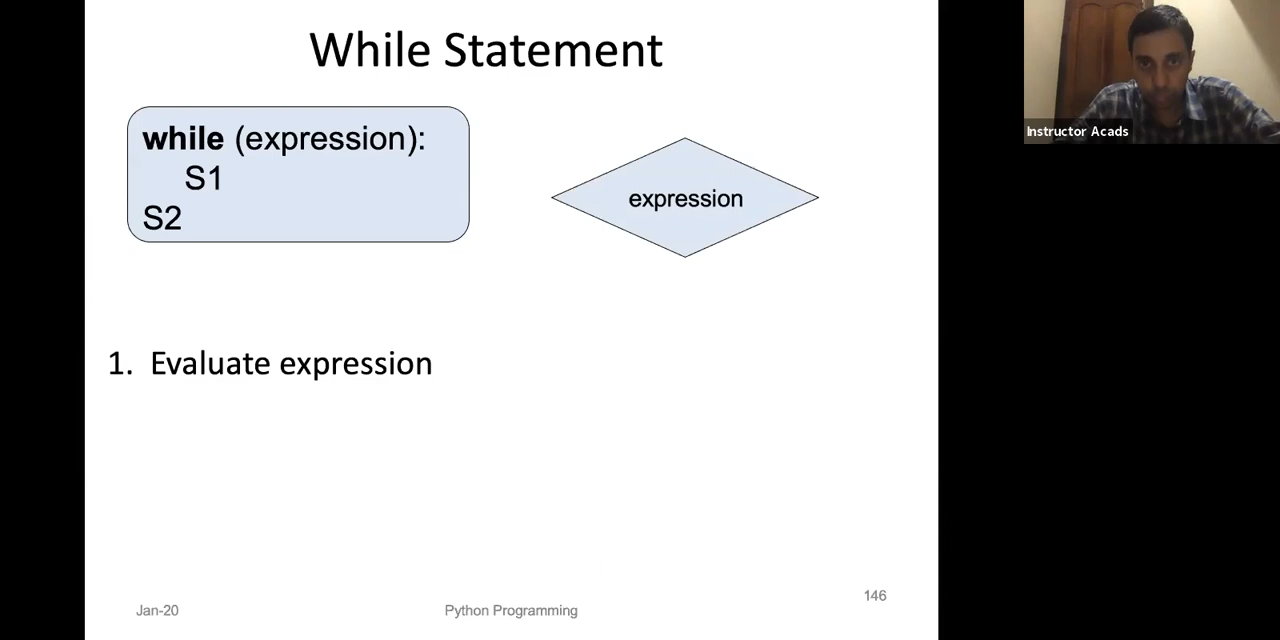 While Statement
while (expression):
S1
S2
expression
1. Evaluate expression
Jan-20
Python Programming
146
Instructor Acads